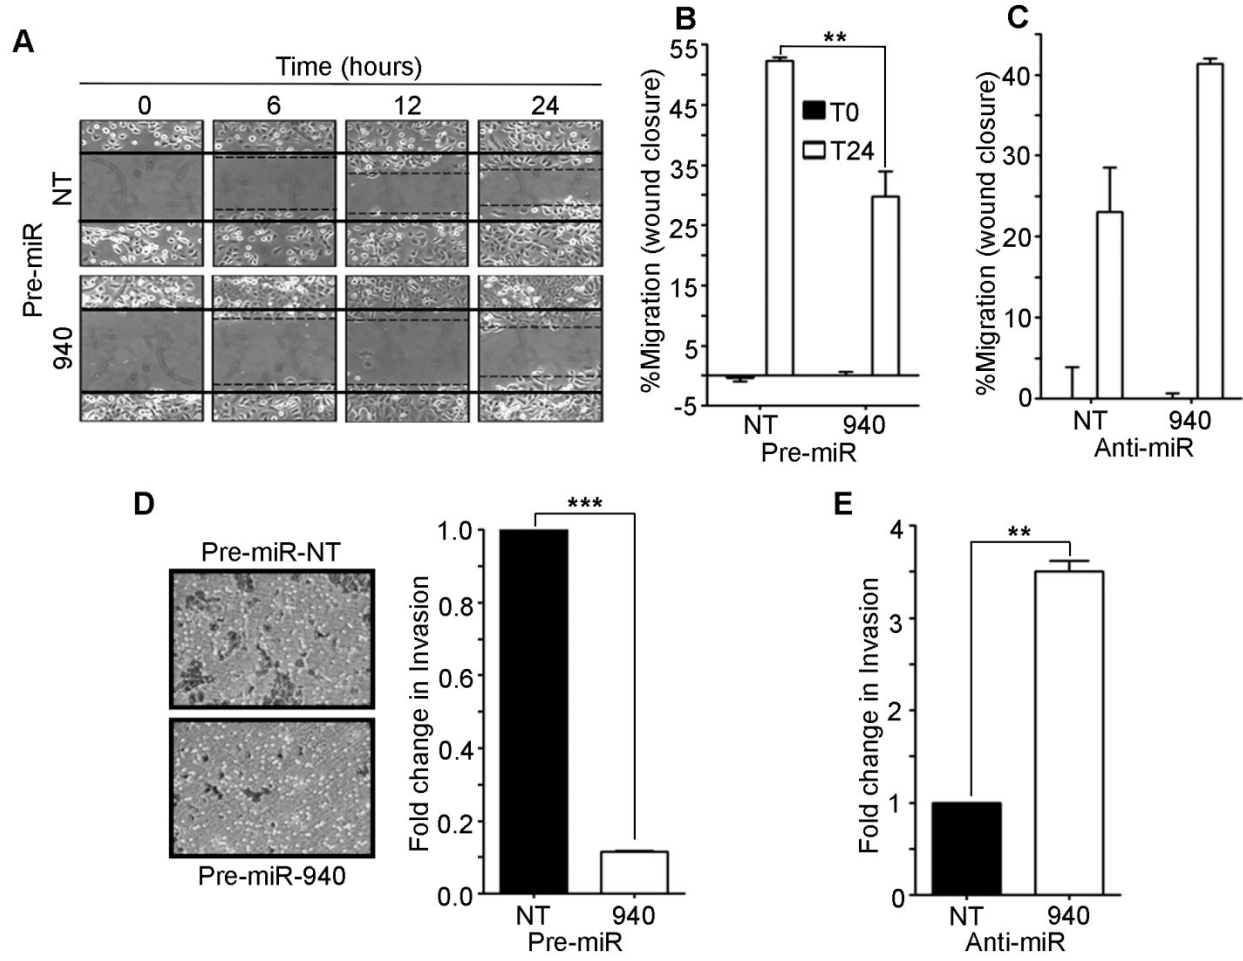 A
Time (hours)
0 6 12 24
Pre-miR
NT
940
B
**
%Migration (wound closure)
55
45
35
25
15
5
-5
T0
T24
NT 940
Pre-miR
C
%Migration (wound closure)
40
30
20
10
0
NT 940
Anti-miR
D
Pre-miR-NT
Pre-miR-940
***
Fold change in Invasion
1.0
0.8
0.6
0.4
0.2
0.0
NT 940
Pre-miR
E
**
Fold change in Invasion
4
3
2
1
0
NT 940
Anti-miR